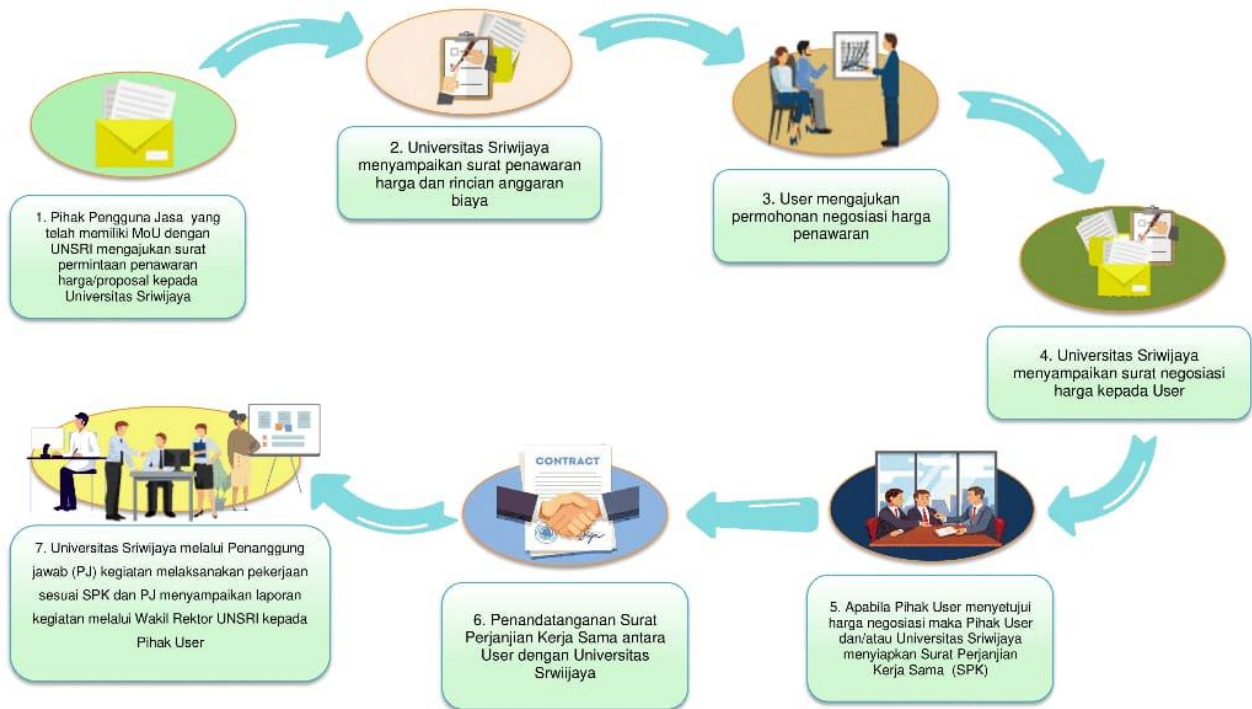 1. Pihak Pengguna Jasa yang
telah memiliki MoU dengan
UNSRI mengajukan surat
permintaan penawaran
harga/proposal kepada
Universitas Sriwijaya
2. Universitas Sriwijaya
menyampaikan surat penawaran
harga dan rincian anggaran
biaya
3. User mengajukan
permohonan negosiasi harga
penawaran
4. Universitas Sriwijaya
menyampaikan surat negosiasi
harga kepada User
5. Apabila Pihak User menyetujui
harga negosiasi maka Pihak User
dan/atau Universitas Sriwijaya
menyiapkan Surat Perjanjian
Kerja Sama (SPK)
CONTRACT
6. Penandatanganan Surat
Perjanjian Kerja Sama antara
User dengan Universitas
Srwiijaya
7. Universitas Sriwijaya melalui Penanggung
jawab (PJ) kegiatan melaksanakan pekerjaan
sesuai SPK dan PJ menyampaikan laporan
kegiatan melalui Wakil Rektor UNSRI kepada
Pihak User